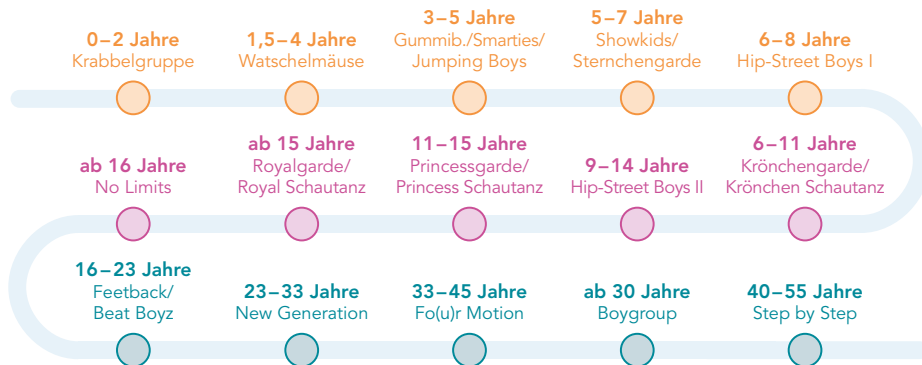 0–2 Jahre
Krabbelgruppe
1,5–4 Jahre
Watschelmäuse
3–5 Jahre
Gummib./Smarties/
Jumping Boys
5–7 Jahre
Showkids/
Sternchengarde
6–8 Jahre
Hip-Street Boys I
ab 16 Jahre
No Limits
ab 15 Jahre
Royalgarde/
Royal Schautanz
11–15 Jahre
Princessgarde/
Princess Schautanz
9–14 Jahre
Hip-Street Boys II
6–11 Jahre
Krönchengarde/
Krönchen Schautanz
16–23 Jahre
Feetback/
Beat Boyz
23–33 Jahre
New Generation
33–45 Jahre
Fo(u)r Motion
ab 30 Jahre
Boygroup
40–55 Jahre
Step by Step